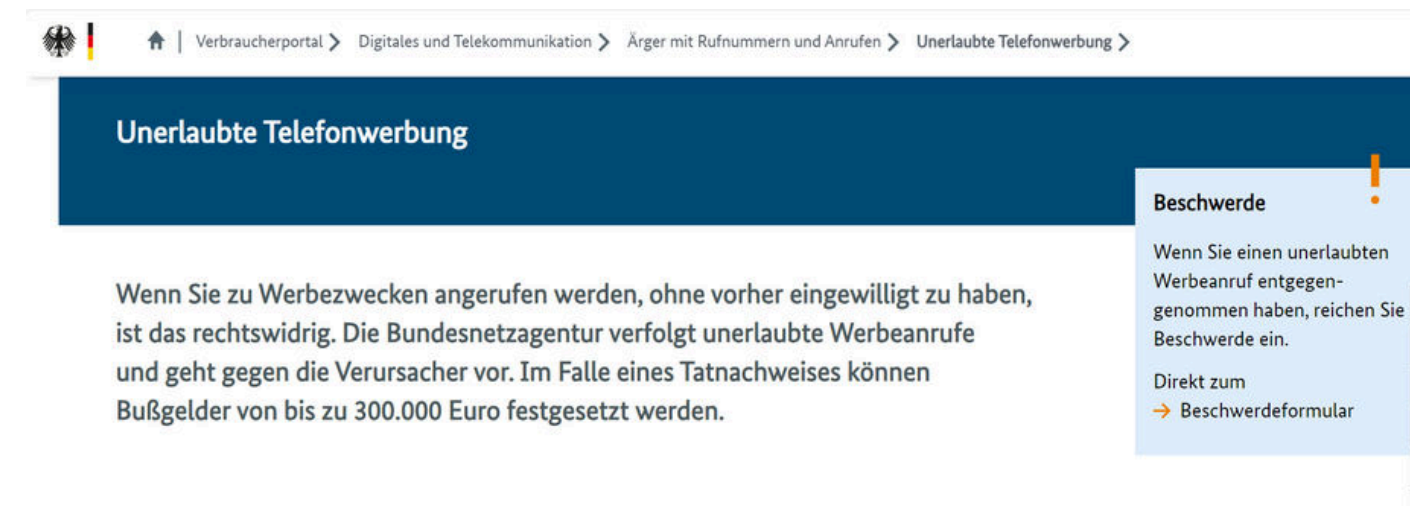 Verbraucherportal > Digitales und Telekommunikation > Ärger mit Rufnummern und Anrufen > Unerlaubte Telefonwerbung >
Unerlaubte Telefonwerbung
Wenn Sie zu Werbezwecken angerufen werden, ohne vorher eingewilligt zu haben,
ist das rechtswidrig. Die Bundesnetzagentur verfolgt unerlaubte Werbeanrufe
und geht gegen die Verursacher vor. Im Falle eines Tatnachweises können
Bußgelder von bis zu 300.000 Euro festgesetzt werden.
!
Beschwerde
Wenn Sie einen unerlaubten
Werbeanruf entgegen-
genommen haben, reichen Sie
Beschwerde ein.
Direkt zum
→ Beschwerdeformular